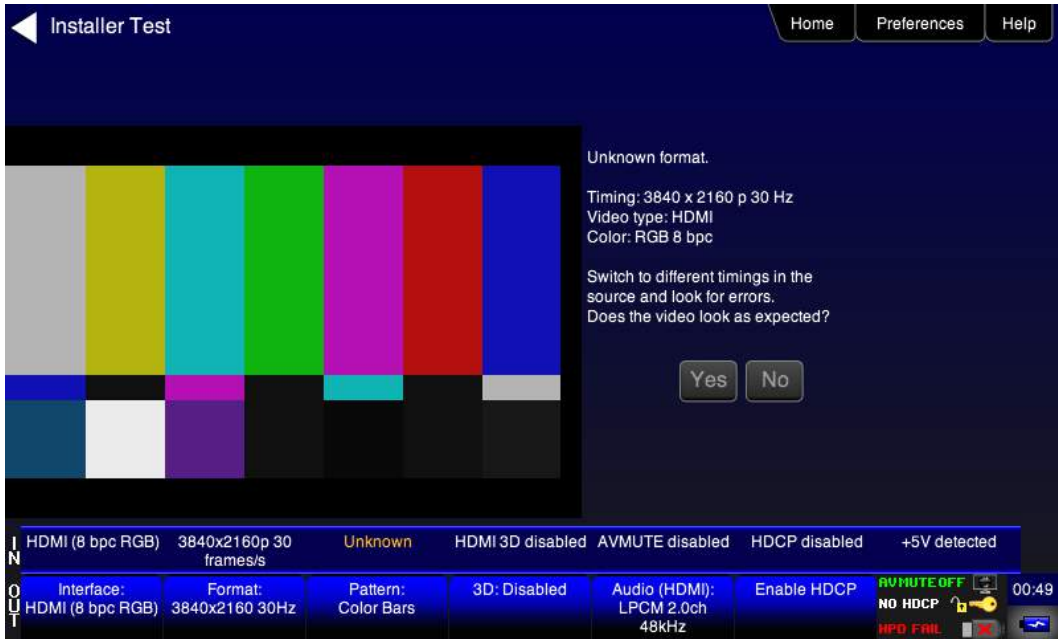 Installer Test
Home
Preferences
Help
Unknown format.
Timing: 3840 x 2160 p 30 Hz
Video type: HDMI
Color: RGB 8 bpc
Switch to different timings in the
source and look for errors.
Does the video look as expected?
Yes
No
IN
HDMI (8 bpc RGB)
3840x2160p 30
frames/s
Unknown
HDMI 3D disabled
AVMUTE disabled
HDCP disabled
+5V detected
OUT
Interface:
HDMI (8 bpc RGB)
Format:
3840x2160 30Hz
Pattern:
Color Bars
3D: Disabled
Audio (HDMI):
LPCM 2.0ch
48kHz
Enable HDCP
AVMUTE OFF
NO HDCP
HPD FAIL
00:49